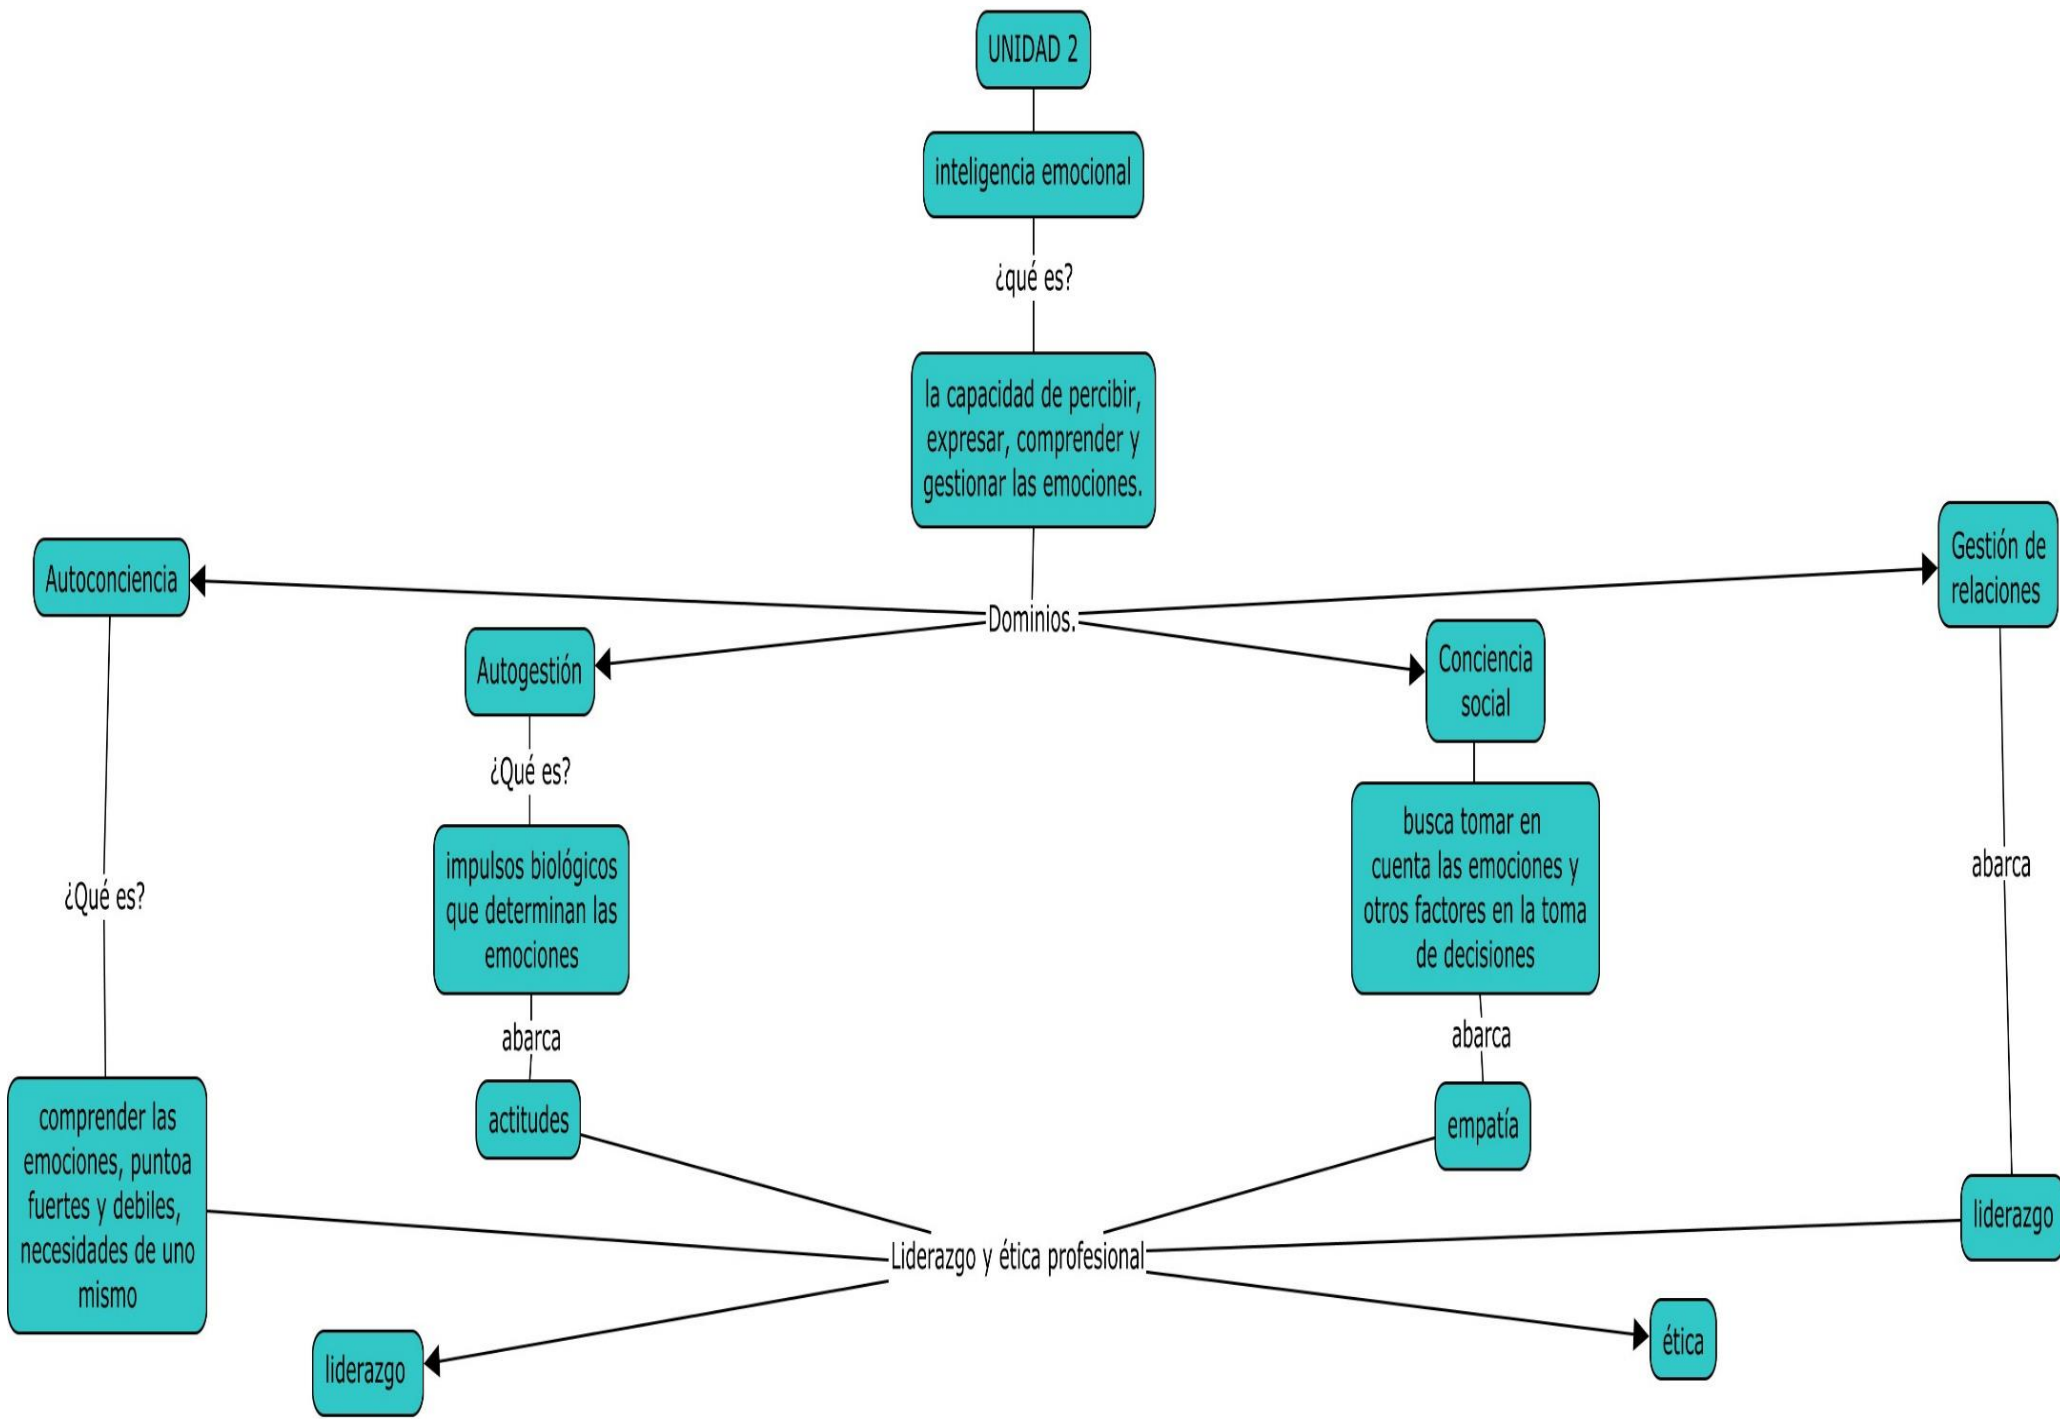 UNIDAD 2
inteligencia emocional
¿qué es?
la capacidad de percibir,
expresar, comprender y
gestionar las emociones.
Dominios.
Autoconciencia
¿Qué es?
comprender las
emociones, puntoa
fuertes y debiles,
necesidades de uno
mismo
Autogestión
¿Qué es?
impulsos biológicos
que determinan las
emociones
abarca
actitudes
Conciencia
social
busca tomar en
cuenta las emociones y
otros factores en la toma
de decisiones
abarca
empatía
Gestión de
relaciones
abarca
liderazgo
Liderazgo y ética profesional
liderazgo
ética